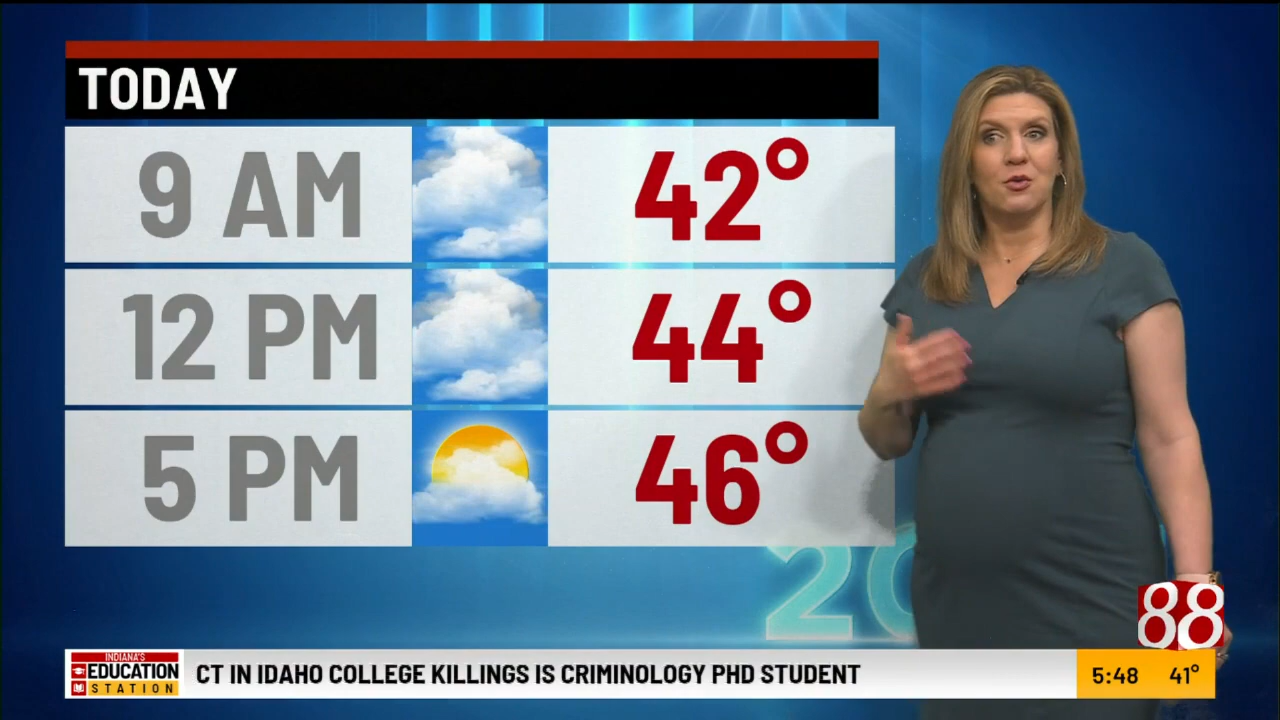 TODAY
9 AM
42°
12 PM
44°
5 PM
46°
20
88
INDIANA'S
EDUCATION
STATION
CT IN IDAHO COLLEGE KILLINGS IS CRIMINOLOGY PHD STUDENT
5:48 41°